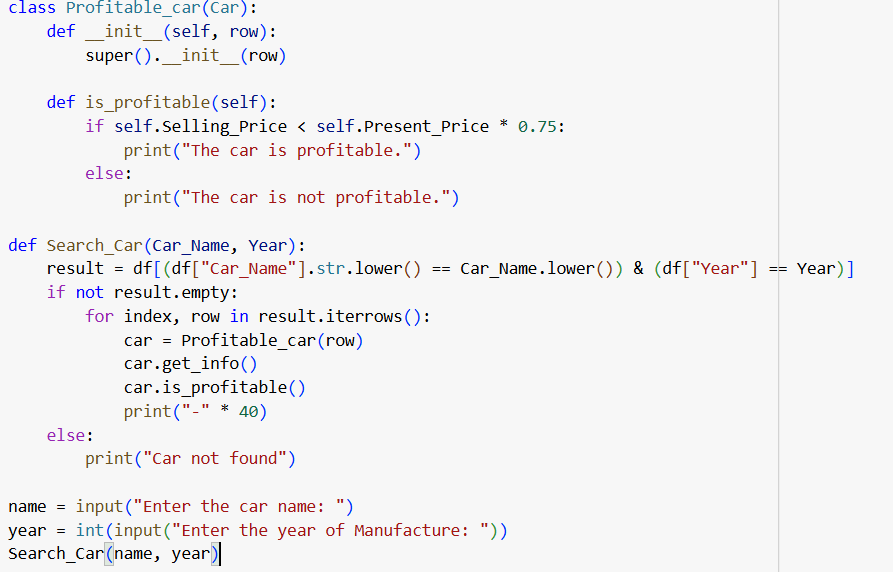 class Profitable_car(Car):
    def __init__(self, row):
        super().__init__(row)

    def is_profitable(self):
        if self.Selling_Price < self.Present_Price * 0.75:
            print("The car is profitable.")
        else:
            print("The car is not profitable.")

def Search_Car(Car_Name, Year):
    result = df[(df["Car_Name"].str.lower() == Car_Name.lower()) & (df["Year"] == Year)]
    if not result.empty:
        for index, row in result.iterrows():
            car = Profitable_car(row)
            car.get_info()
            car.is_profitable()
            print("-" * 40)
    else:
        print("Car not found")

name = input("Enter the car name: ")
year = int(input("Enter the year of Manufacture: "))
Search_Car(name, year)